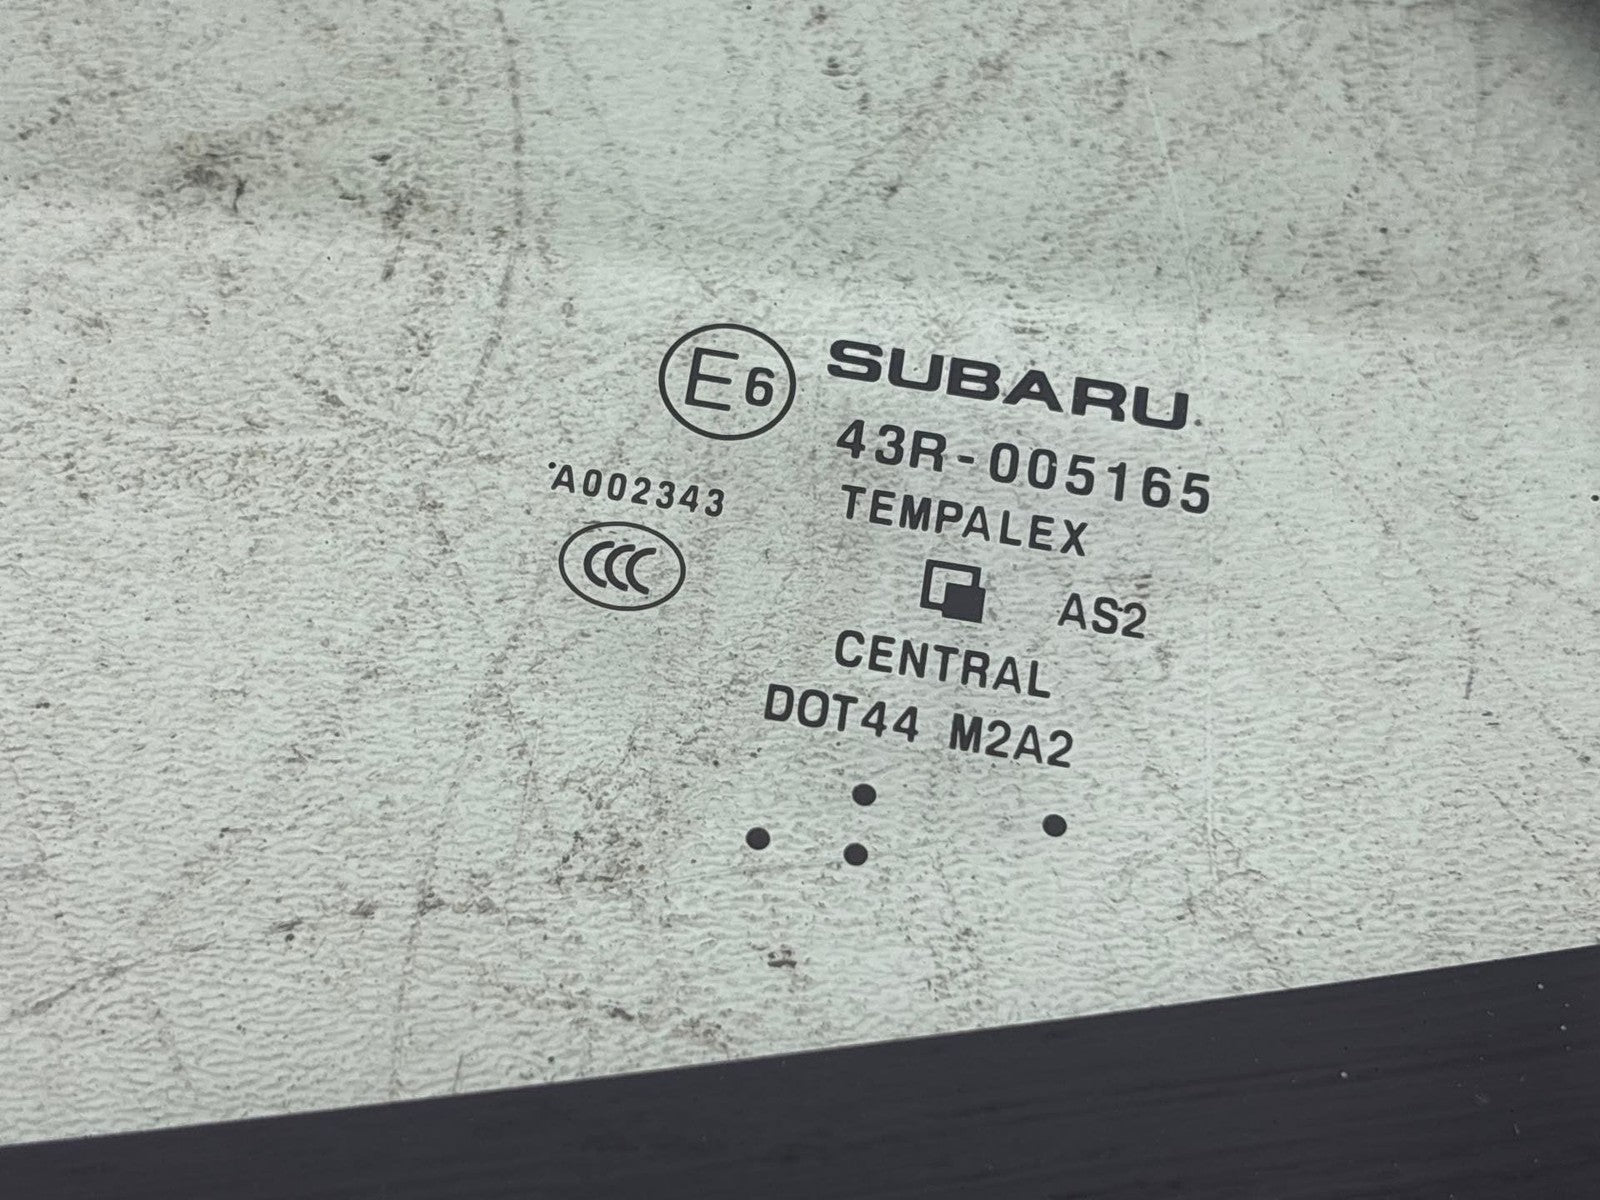 E6
SUBARU
43R-005165
A002343
TEMPALEX
CCC
AS2
CENTRAL
DOT44 M2A2